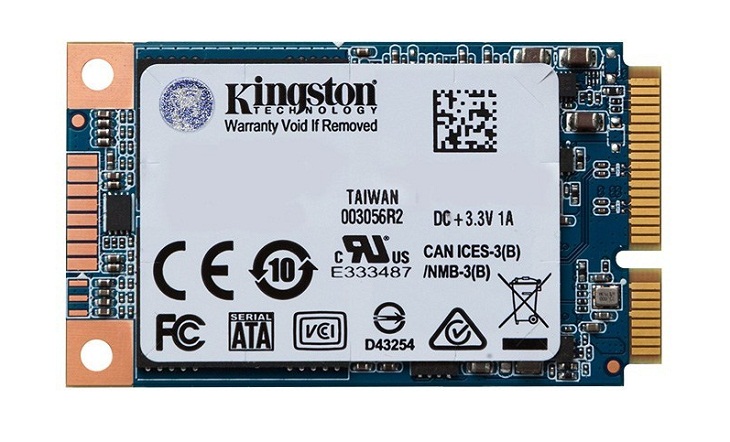 Kingston
TECHNOLOGY
Warranty Void If Removed
TAIWAN
003056R2
DC+3.3V 1A
CE
10
c RU US
E333487
CAN ICES-3(B)
/NMB-3(B)
FC
SERIAL
ATA
VCI
D43254